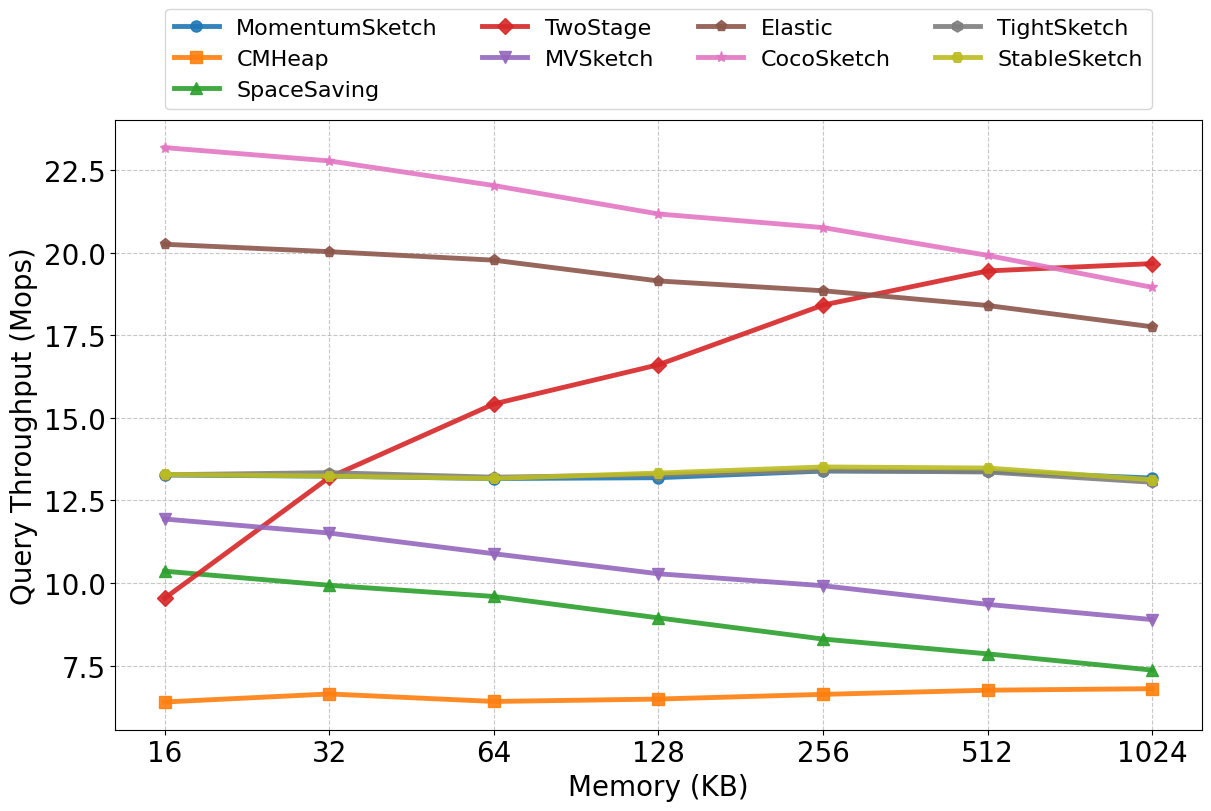 MomentumSketch TwoStage Elastic TightSketch
CMHeap MVSketch CocoSketch StableSketch
SpaceSaving
Query Throughput (Mops)
22.5
20.0
17.5
15.0
12.5
10.0
7.5
16 32 64 128 256 512 1024
Memory (KB)